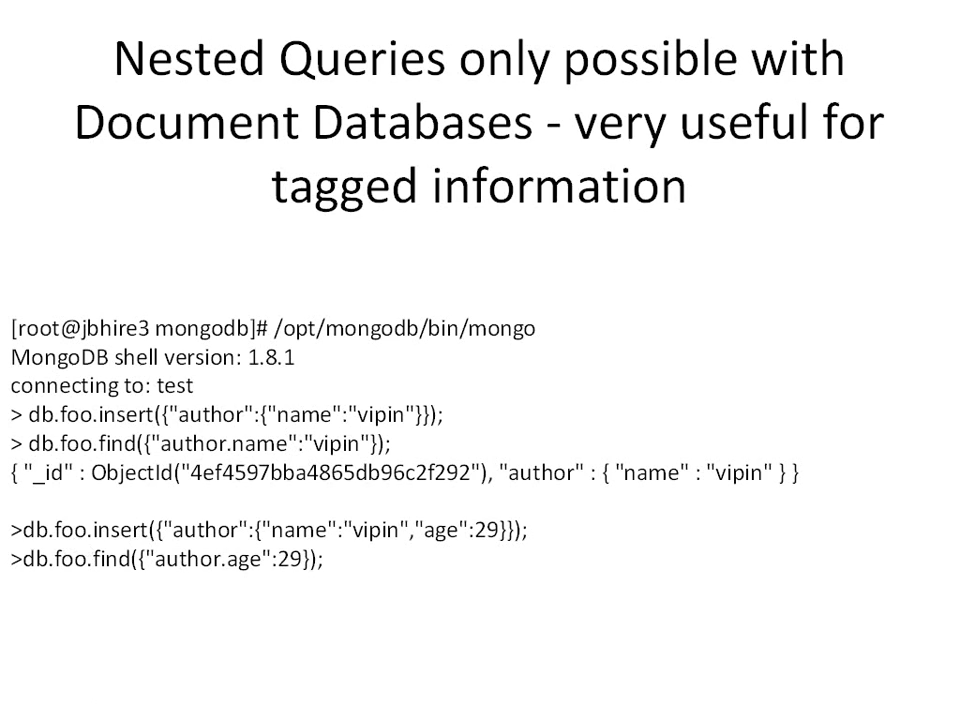 Nested Queries only possible with
Document Databases - very useful for
tagged information
[root@jbhire3 mongodb]# /opt/mongodb/bin/mongo
MongoDB shell version: 1.8.1
connecting to: test
> db.foo.insert({"author":{"name":"vipin"}});
> db.foo.find({"author.name":"vipin"});
{ "_id" : ObjectId("4ef4597bba4865db96c2f292"), "author" : { "name" : "vipin" } }
>db.foo.insert({"author":{"name":"vipin","age":29}});
>db.foo.find({"author.age":29});